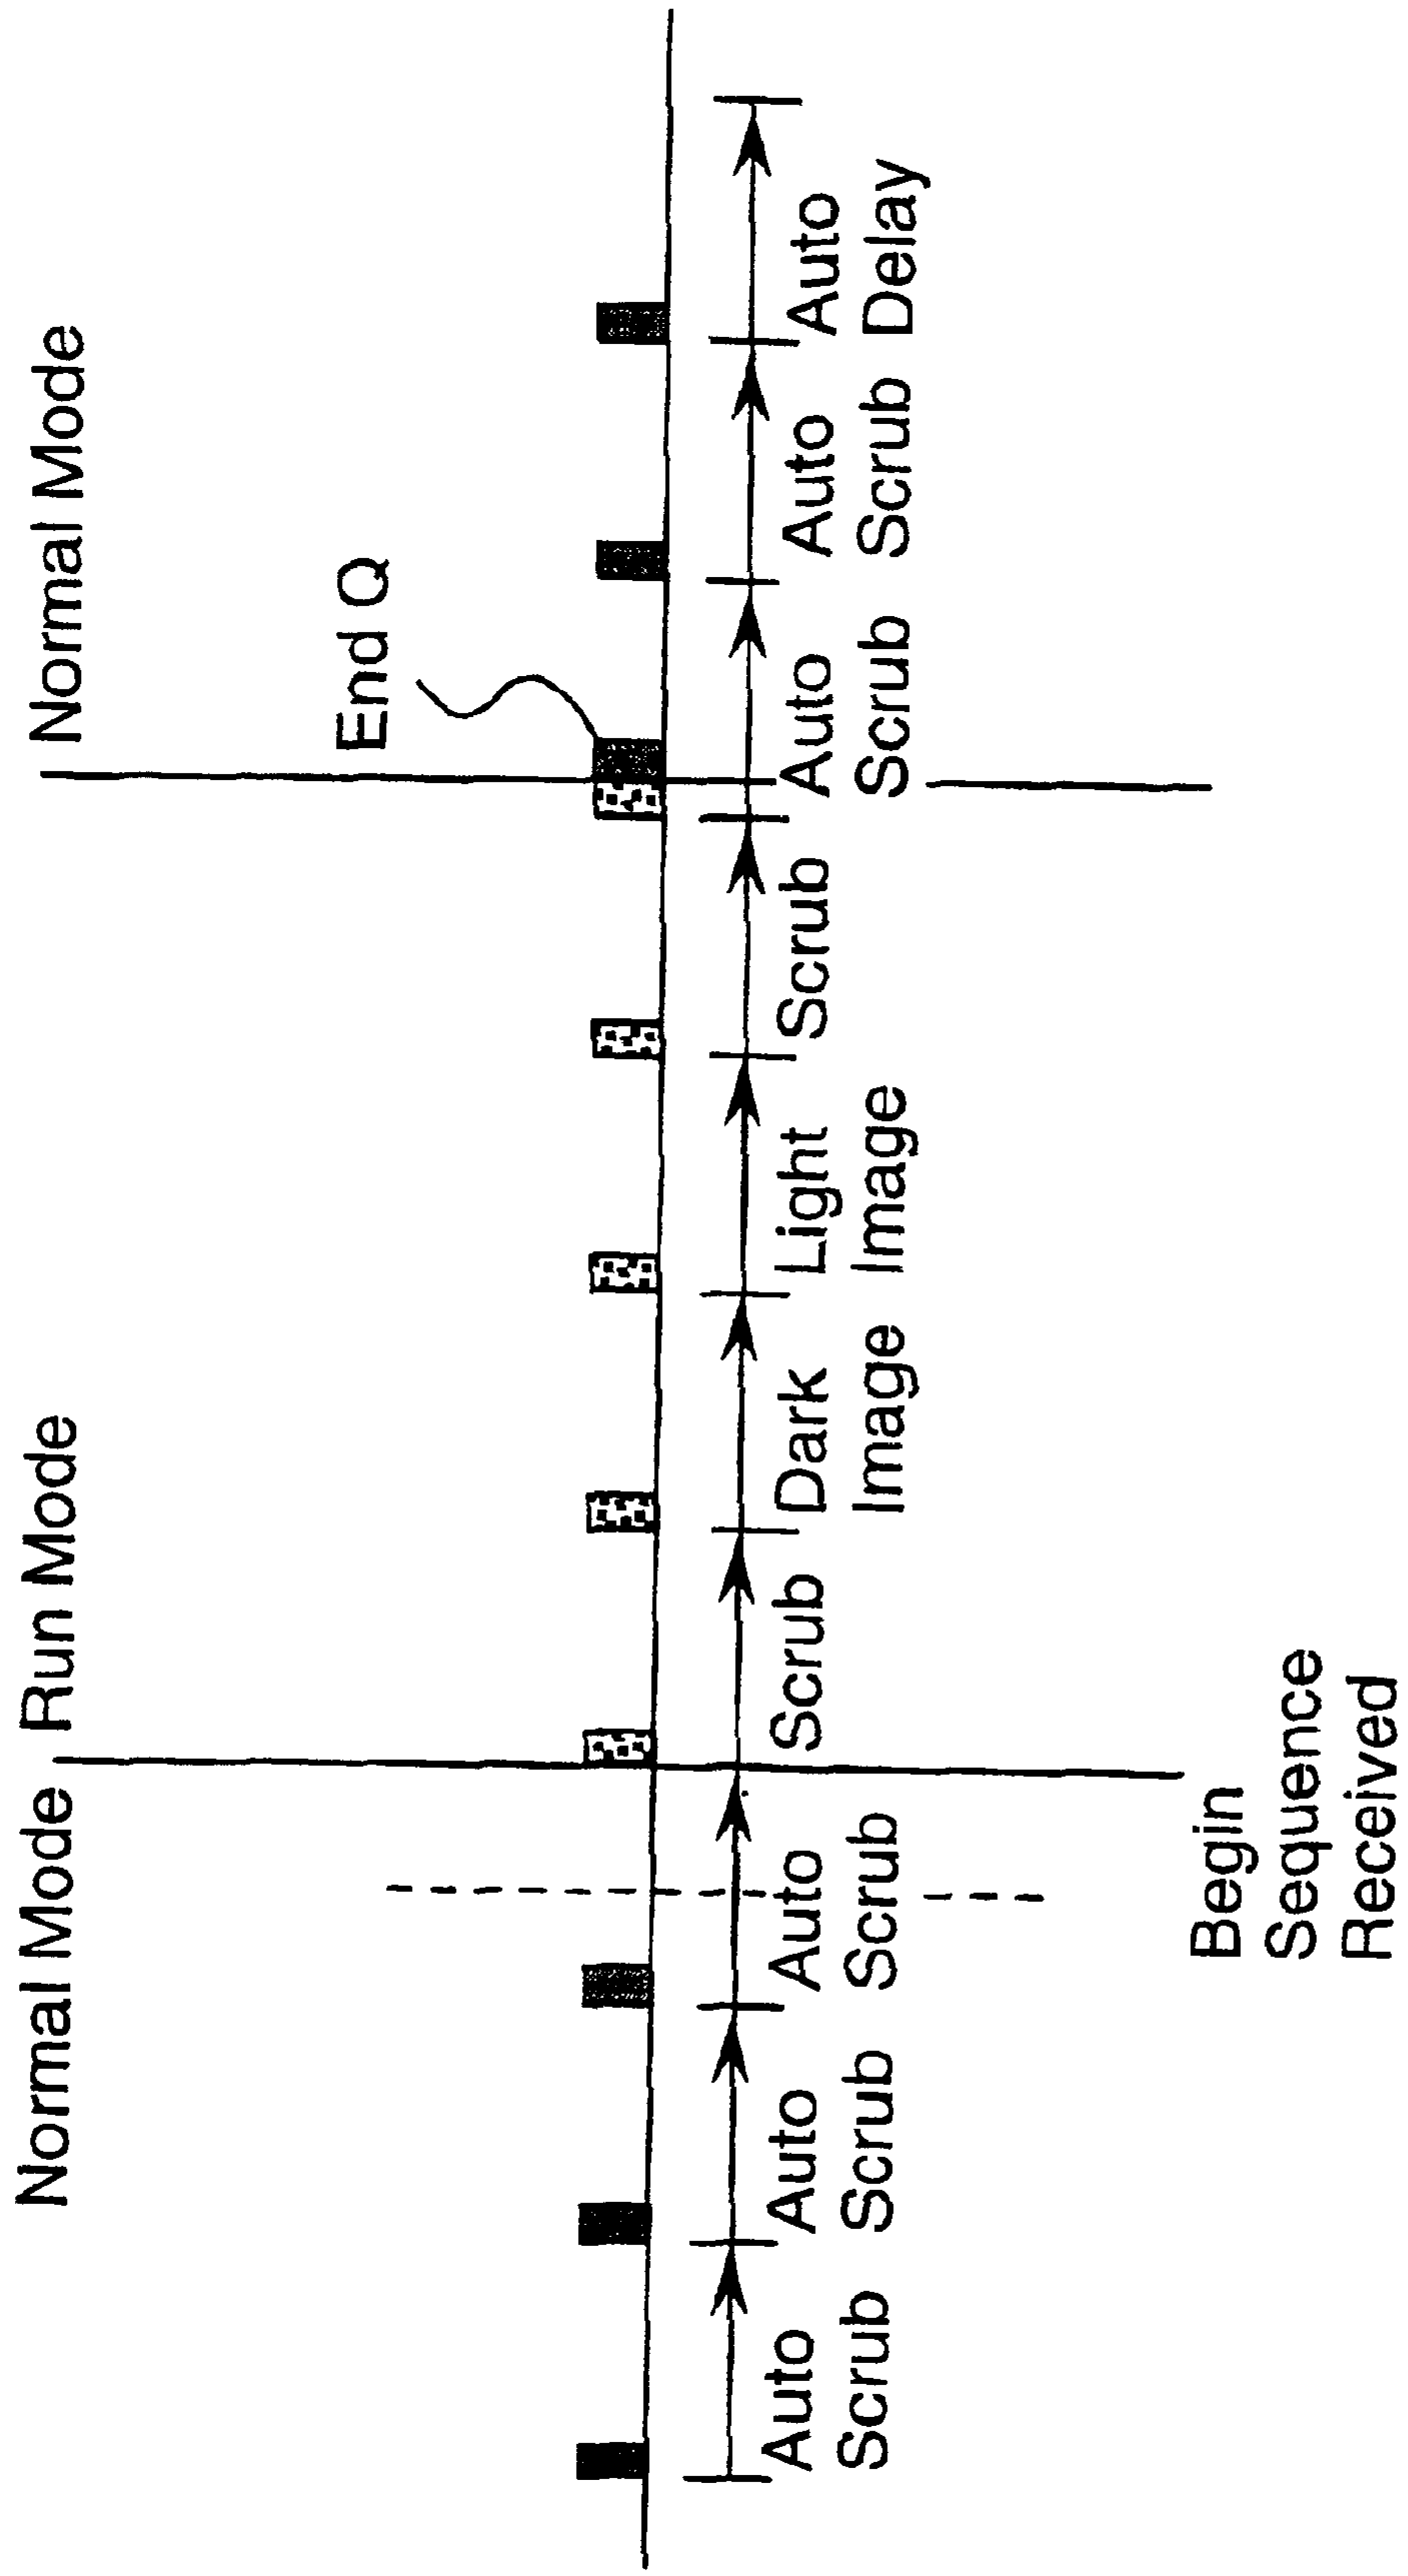 Normal Mode
Run Mode
Normal Mode
End Q
Auto
Scrub
Auto
Scrub
Auto
Scrub
Scrub
Dark
Image
Light
Image
Scrub
Auto
Scrub
Auto
Scrub
Auto
Delay
Begin
Sequence
Received